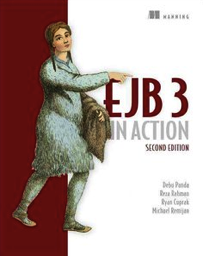 MANNING
EJB 3
IN ACTION
SECOND EDITION
Debu Panda
Reza Rahman
Ryan Cuprak
Michael Remijan